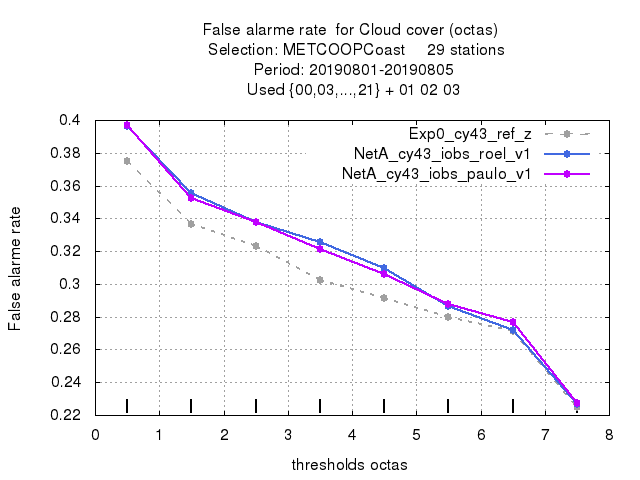 False alarme rate  for Cloud cover (octas)
Selection: METCOOPCoast     29 stations
Period: 20190801-20190805
Used {00,03,...,21} + 01 02 03
Exp0_cy43_ref_z
NetA_cy43_iobs_roel_v1
NetA_cy43_iobs_paulo_v1
False alarme rate
0.4
0.38
0.36
0.34
0.32
0.3
0.28
0.26
0.24
0.22
0 1 2 3 4 5 6 7 8
thresholds octas